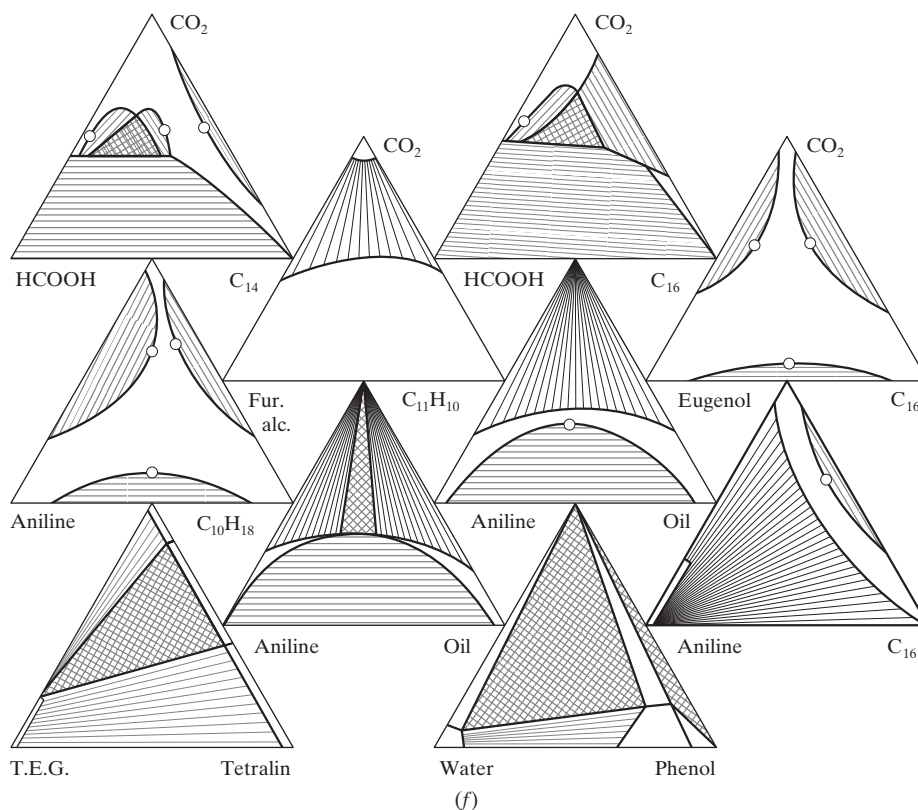 CO2
CO2
CO2
CO2
HCOOH
C14
HCOOH
C16
Fur.
alc.
C11H10
Eugenol
C16
Aniline
C10H18
Aniline
Oil
Aniline
Oil
Aniline
C16
T.E.G.
Tetralin
Water
Phenol
(f)